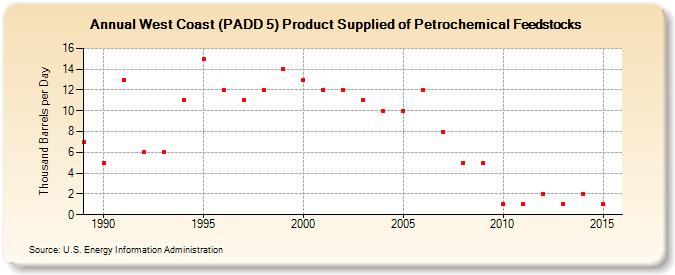 Annual West Coast (PADD 5) Product Supplied of Petrochemical Feedstocks
Thousand Barrels per Day
16
14
12
10
8
6
4
2
0
1990 1995 2000 2005 2010 2015
Source: U.S. Energy Information Administration